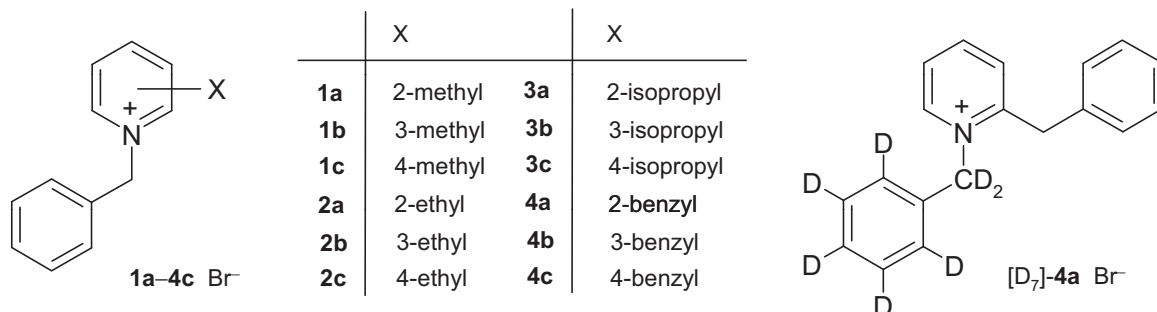 X
+
N
1a–4c Br⁻
X X
1a 2-methyl 3a 2-isopropyl
1b 3-methyl 3b 3-isopropyl
1c 4-methyl 3c 4-isopropyl
2a 2-ethyl 4a 2-benzyl
2b 3-ethyl 4b 3-benzyl
2c 4-ethyl 4c 4-benzyl
+
N
D
CD₂
D
D
D
D
[D₇]-4a Br⁻